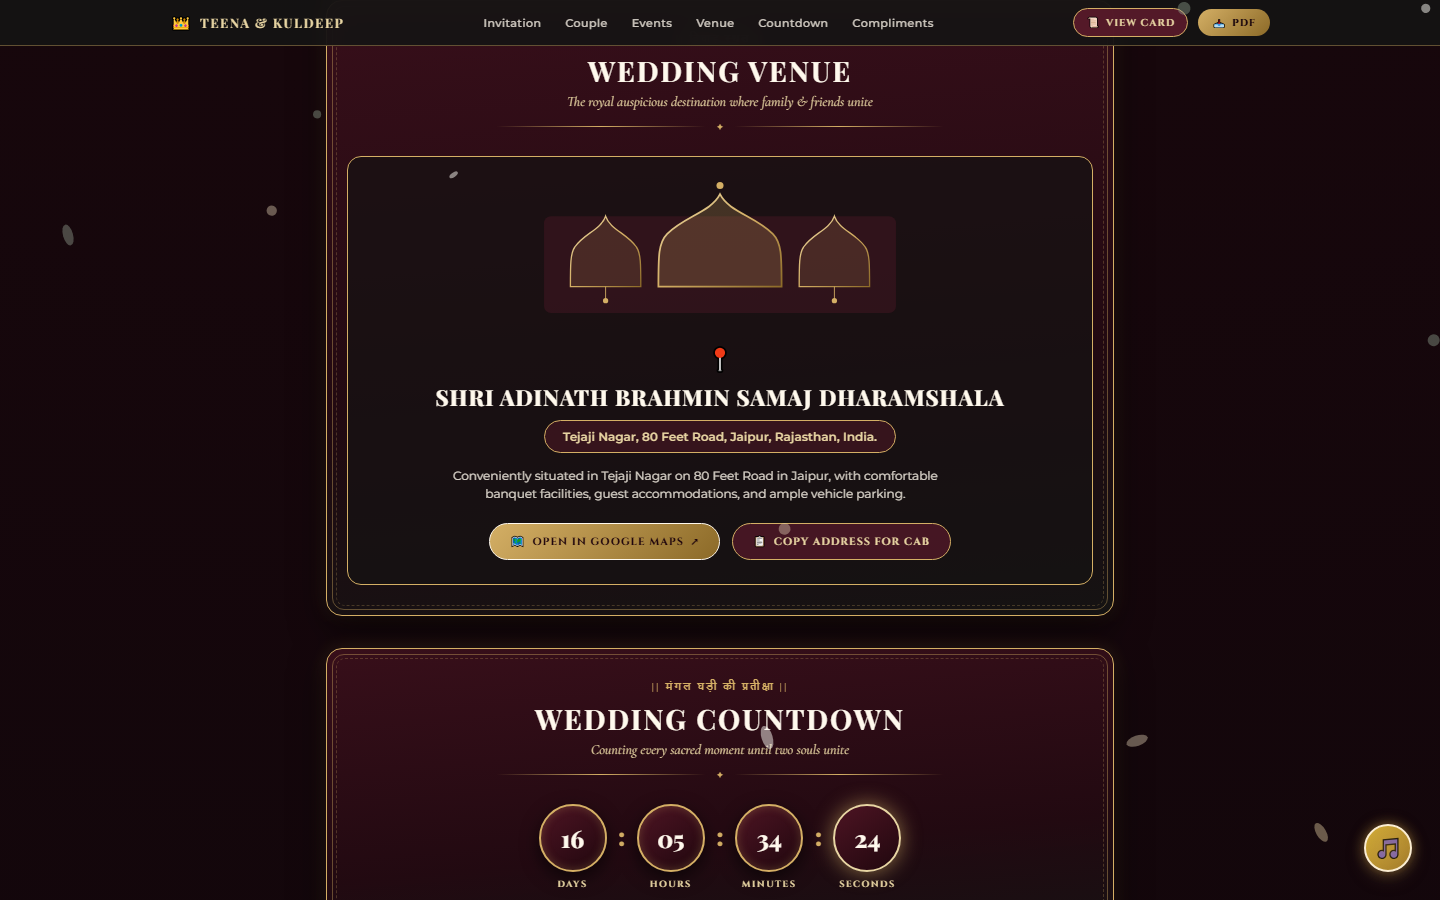 TEENA & KULDEEP
Invitation Couple Events Venue Countdown Compliments
VIEW CARD
PDF
WEDDING VENUE
The royal auspicious destination where family & friends unite
SHRI ADINATH BRAHMIN SAMAJ DHARAMSHALA
Tejaji Nagar, 80 Feet Road, Jaipur, Rajasthan, India.
Conveniently situated in Tejaji Nagar on 80 Feet Road in Jaipur, with comfortable
banquet facilities, guest accommodations, and ample vehicle parking.
OPEN IN GOOGLE MAPS ↗
COPY ADDRESS FOR CAB
|| मंगल घड़ी की प्रतीक्षा ||
WEDDING COUNTDOWN
Counting every sacred moment until two souls unite
16 : 05 : 34 : 24
DAYS HOURS MINUTES SECONDS